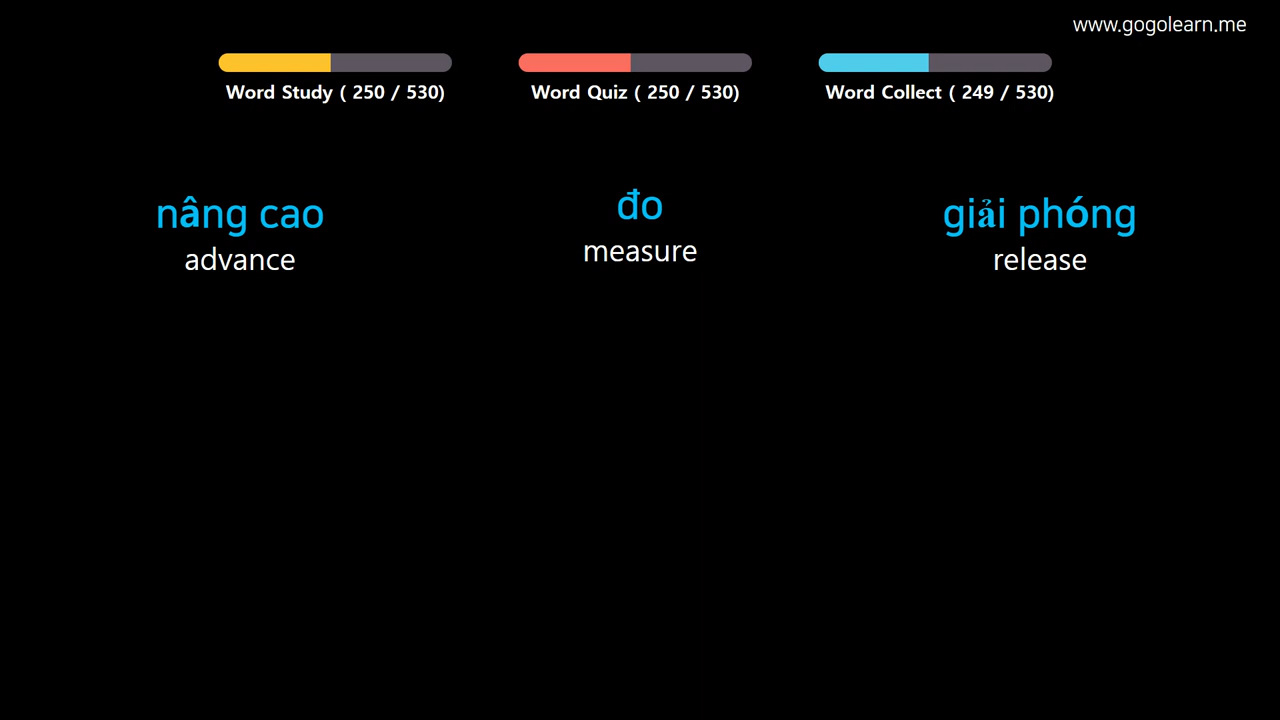 www.gogolearn.me
Word Study ( 250 / 530)
Word Quiz ( 250 / 530)
Word Collect ( 249 / 530)
nâng cao
advance
đo
measure
giải phóng
release